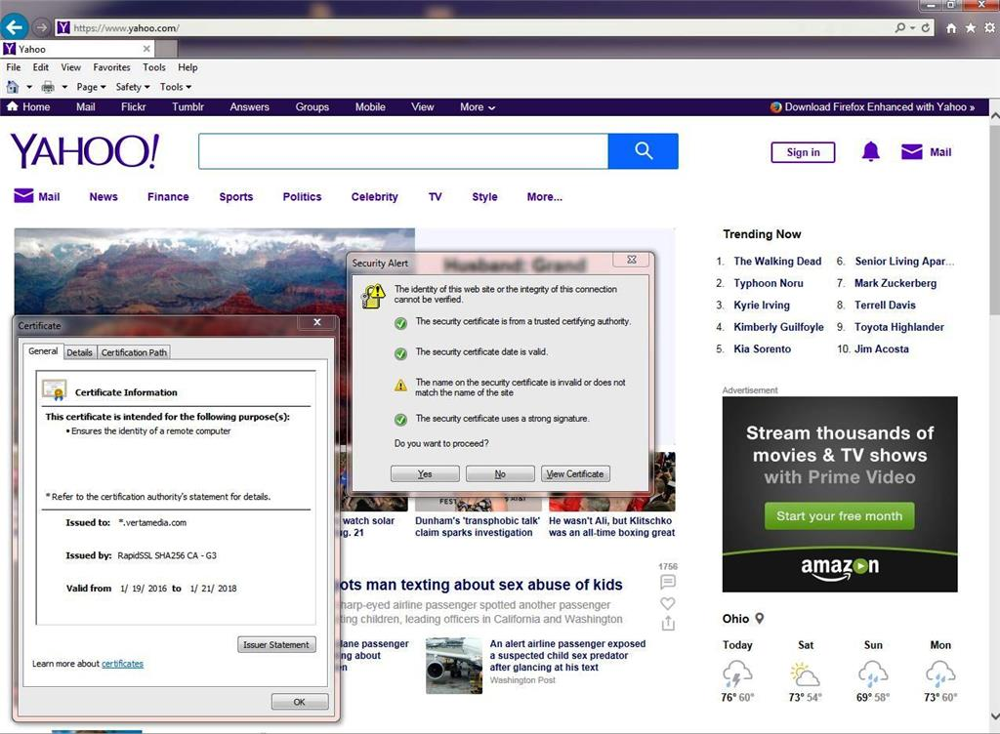 https://www.yahoo.com/
Yahoo
File Edit View Favorites Tools Help
Page Safety Tools
Home Mail Flickr Tumblr Answers Groups Mobile View More Download Firefox Enhanced with Yahoo »
YAHOO!
Sign in Mail
Mail News Finance Sports Politics Celebrity TV Style More...
Trending Now
1. The Walking Dead
2. Typhoon Noru
3. Kyrie Irving
4. Kimberly Guilfoyle
5. Kia Sorento
6. Senior Living Apar...
7. Mark Zuckerberg
8. Terrell Davis
9. Toyota Highlander
10. Jim Acosta
Security Alert
Husband: Grand
The identity of this web site or the integrity of this connection
cannot be verified.
The security certificate is from a trusted certifying authority.
The security certificate date is valid.
The name on the security certificate is invalid or does not
match the name of the site
The security certificate uses a strong signature.
Do you want to proceed?
Yes No View Certificate
Certificate
General Details Certification Path
Certificate Information
This certificate is intended for the following purpose(s):
• Ensures the identity of a remote computer
* Refer to the certification authority's statement for details.
Issued to: *.vertamedia.com
Issued by: RapidSSL SHA256 CA - G3
Valid from 1/ 19/ 2016 to 1/ 21/ 2018
Issuer Statement
Learn more about certificates
OK
FEST
watch solar
ug. 21
Dunham's 'transphobic talk'
claim sparks investigation
He wasn't Ali, but Klitschko
was an all-time boxing great
ots man texting about sex abuse of kids
harp-eyed airline passenger spotted another passenger
ting children, leading officers in California and Washington
1756
lane passenger
ng about
en
An alert airline passenger exposed
a suspected child sex predator
after glancing at his text
Washington Post
Advertisement
Stream thousands of
movies & TV shows
with Prime Video
Start your free month
amazon
Ohio
Today Sat Sun Mon
76° 60° 73° 54° 69° 58° 73° 60°